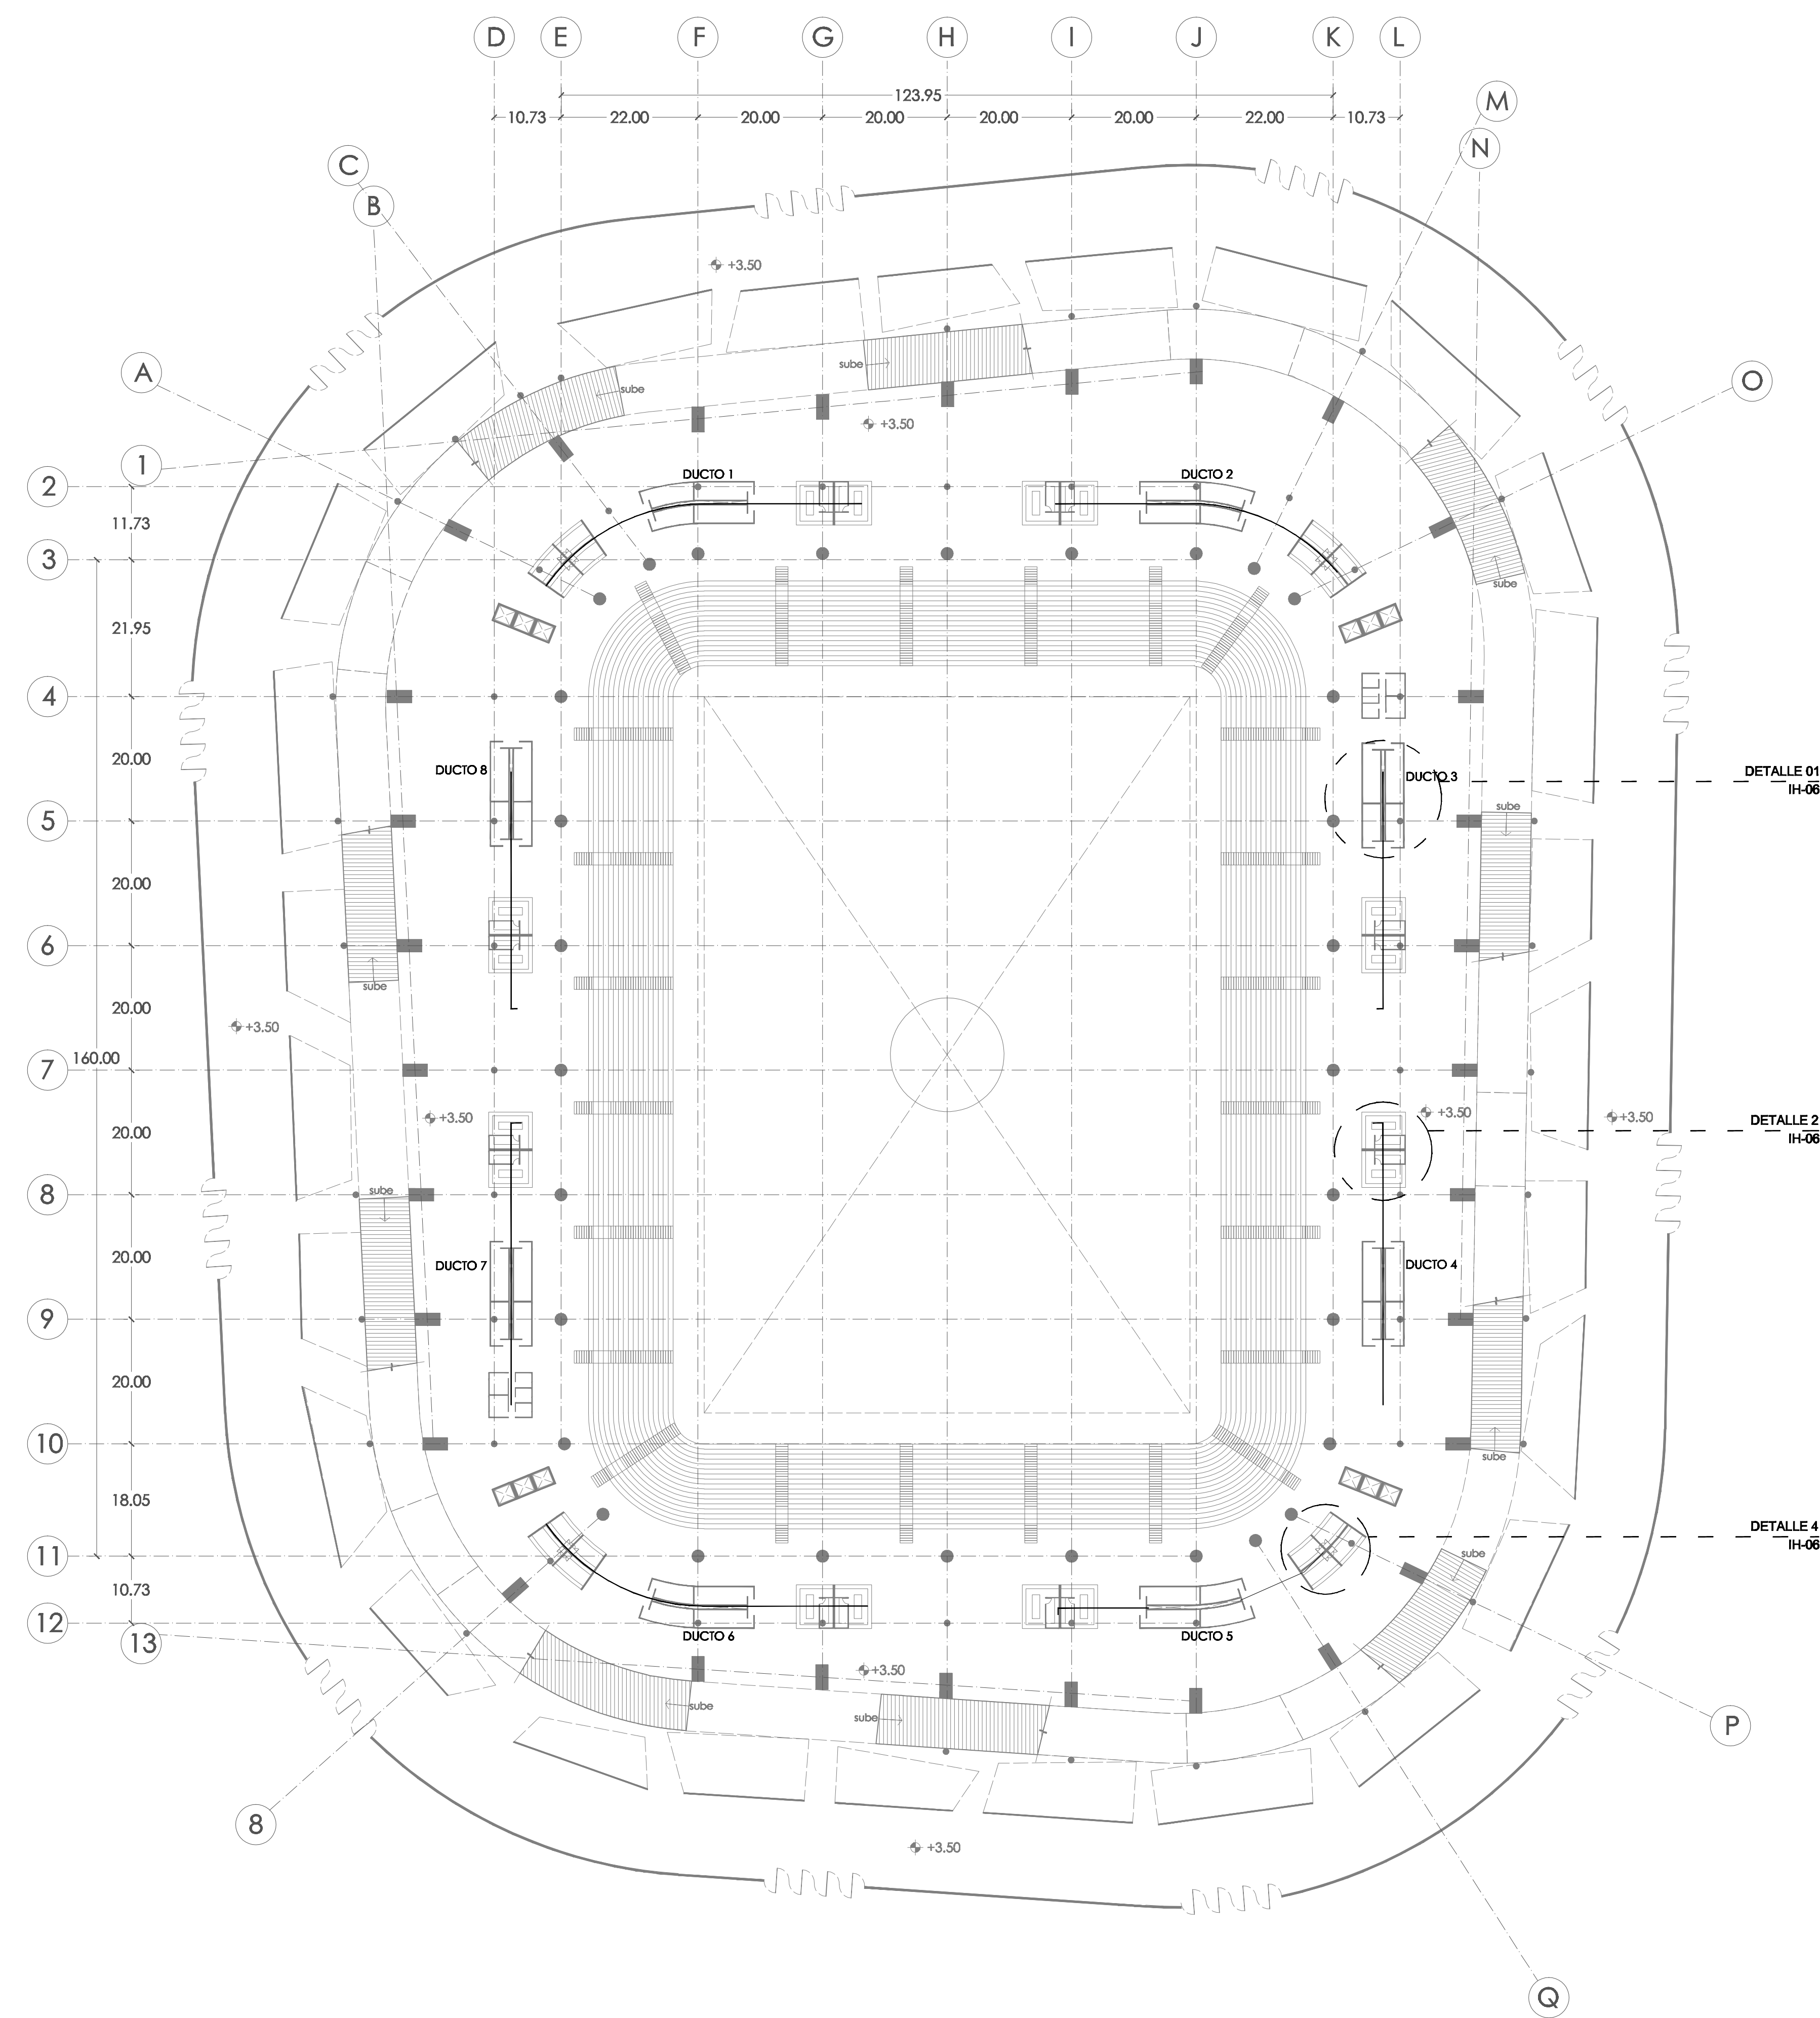 D E F G H I J K L
123.95
10.73 22.00 20.00 20.00 20.00 20.00 22.00 10.73
M
N
C
B
+3.50
A
O
sube
sube
+3.50
1
2
DUCTO 1
DUCTO 2
11.73
3
sube
21.95
4
20.00
DUCTO 8
DUCTO 3
DETALLE 01
IH-06
5
sube
20.00
6
sube
20.00
+3.50
160.00
7
+3.50
+3.50
+3.50
DETALLE 2
IH-06
20.00
8
sube
20.00
DUCTO 7
DUCTO 4
9
20.00
10
sube
18.05
DETALLE 4
IH-06
11
sube
10.73
12
13
DUCTO 6
DUCTO 5
+3.50
sube
sube
P
8
+3.50
Q